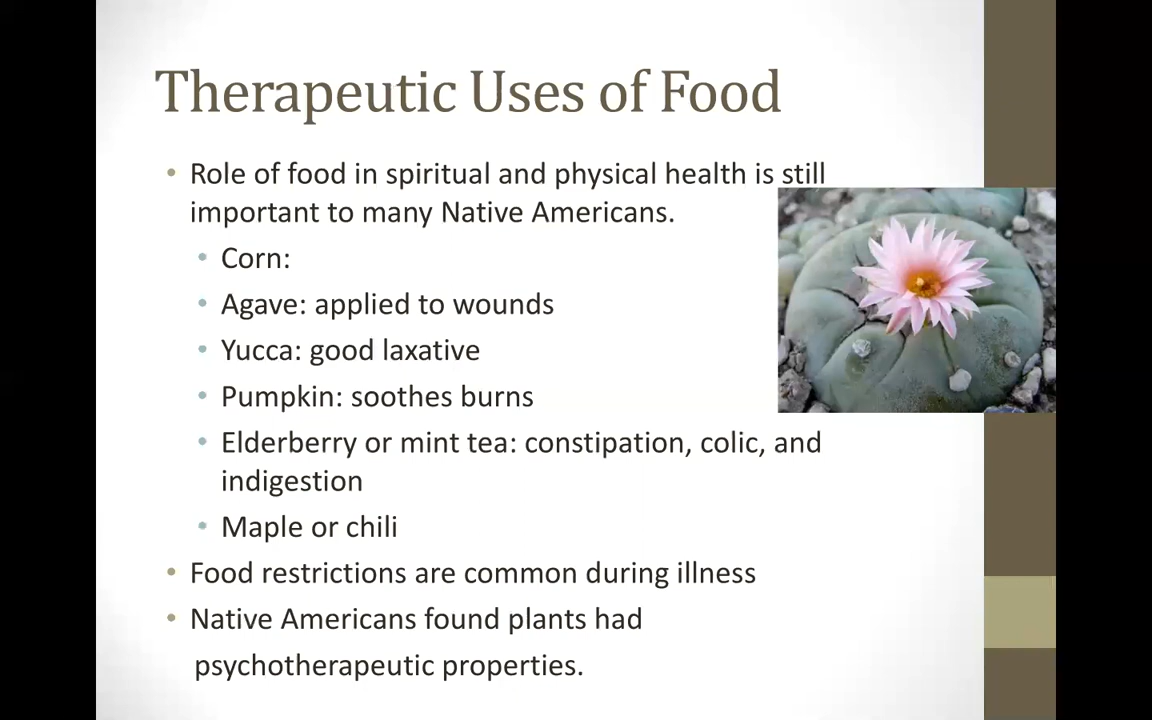 Therapeutic Uses of Food
• Role of food in spiritual and physical health is still
important to many Native Americans.
• Corn:
• Agave: applied to wounds
• Yucca: good laxative
• Pumpkin: soothes burns
• Elderberry or mint tea: constipation, colic, and
indigestion
• Maple or chili
• Food restrictions are common during illness
• Native Americans found plants had
psychotherapeutic properties.